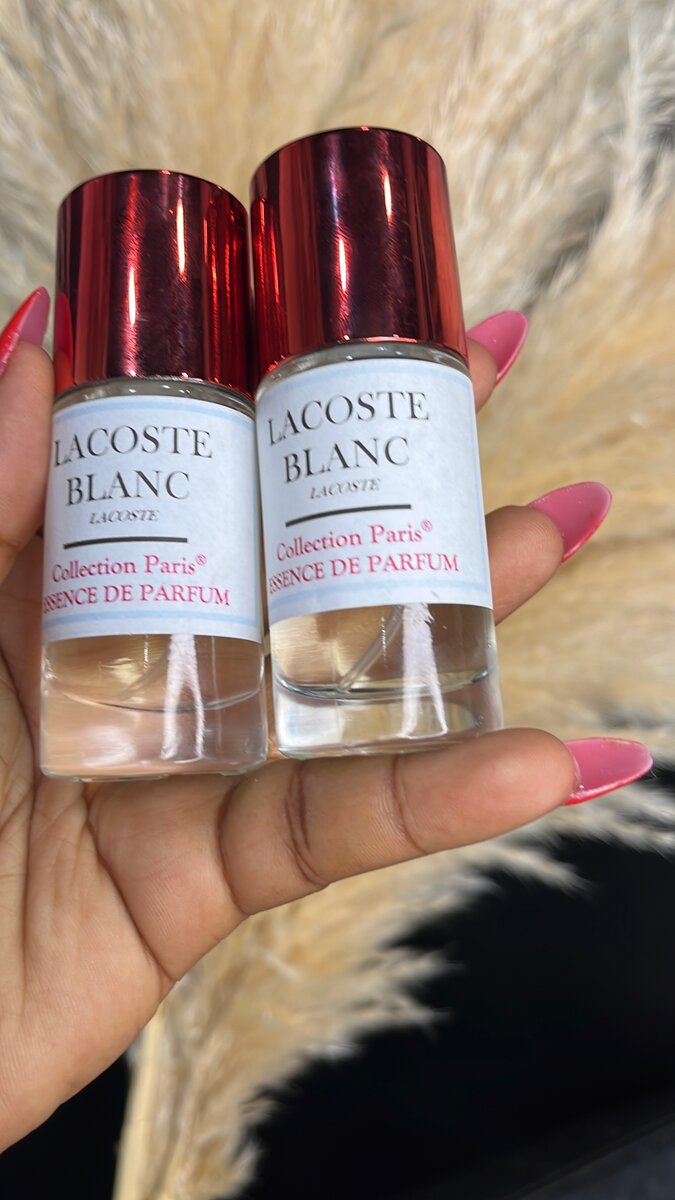 LACOSTE
BLANC
LACOSTE
Collection Paris®
ESSENCE DE PARFUM
LACOSTE
BLANC
LACOSTE
Collection Paris®
ESSENCE DE PARFUM